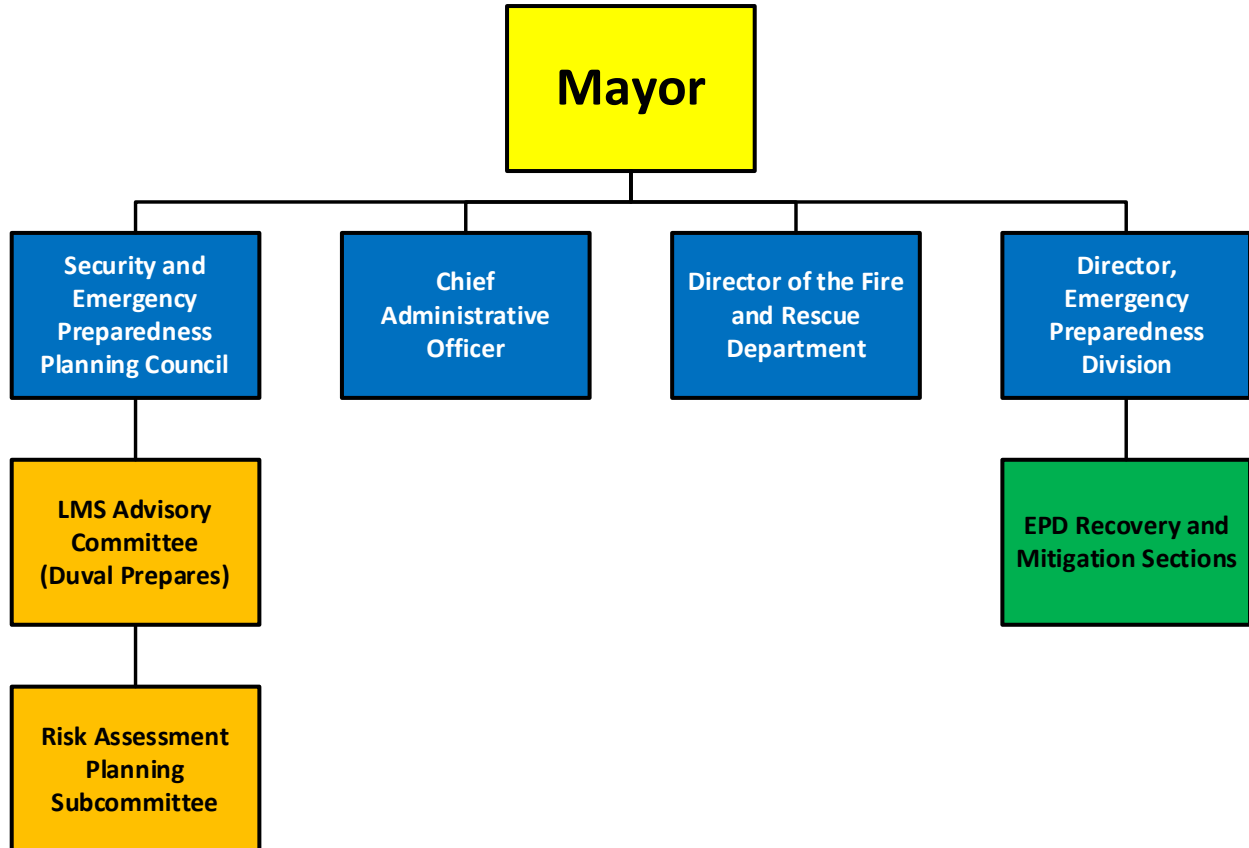 Mayor
Security and
Emergency
Preparedness
Planning Council
Chief
Administrative
Officer
Director of the Fire
and Rescue
Department
Director,
Emergency
Preparedness
Division
LMS Advisory
Committee
(Duval Prepares)
EPD Recovery and
Mitigation Sections
Risk Assessment
Planning
Subcommittee